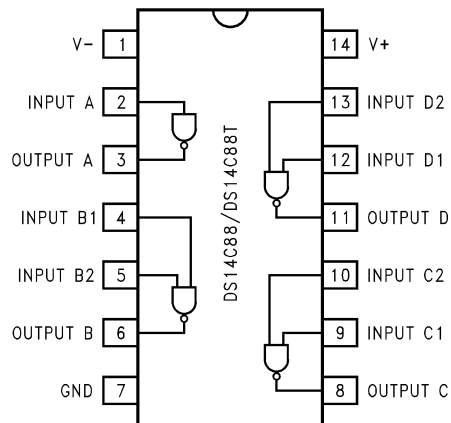 V- 1 14 V+
INPUT A 2 13 INPUT D2
OUTPUT A 3 12 INPUT D1
INPUT B1 4 11 OUTPUT D
INPUT B2 5 10 INPUT C2
OUTPUT B 6 9 INPUT C1
GND 7 8 OUTPUT C
DS14C88/DS14C88T